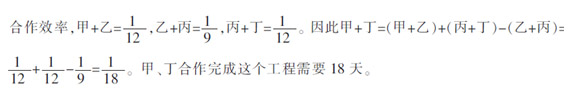 合作效率,甲+乙=1/12,乙+丙=1/9,丙+丁=1/12。因此甲+丁=(甲+乙)+(丙+丁)-(乙+丙)=
1/12+1/12-1/9=1/18。甲、丁合作完成这个工程需要 18 天。